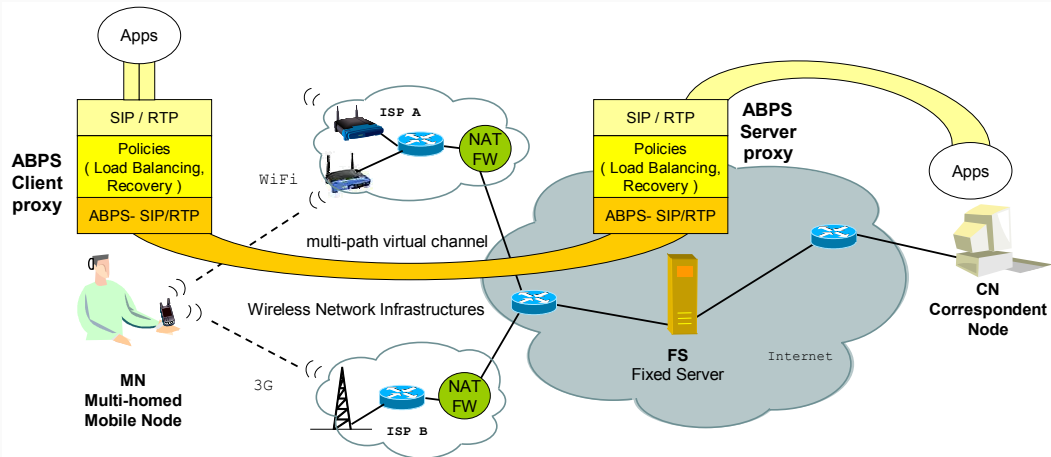 Apps
SIP / RTP
Policies
( Load Balancing,
Recovery )
ABPS- SIP/RTP
ABPS
Client
proxy
WiFi
ISP A
NAT
FW
SIP / RTP
Policies
( Load Balancing,
Recovery )
ABPS- SIP/RTP
ABPS
Server
proxy
Apps
multi-path virtual channel
Wireless Network Infrastructures
MN
Multi-homed
Mobile Node
3G
ISP B
NAT
FW
FS
Fixed Server
Internet
CN
Correspondent
Node